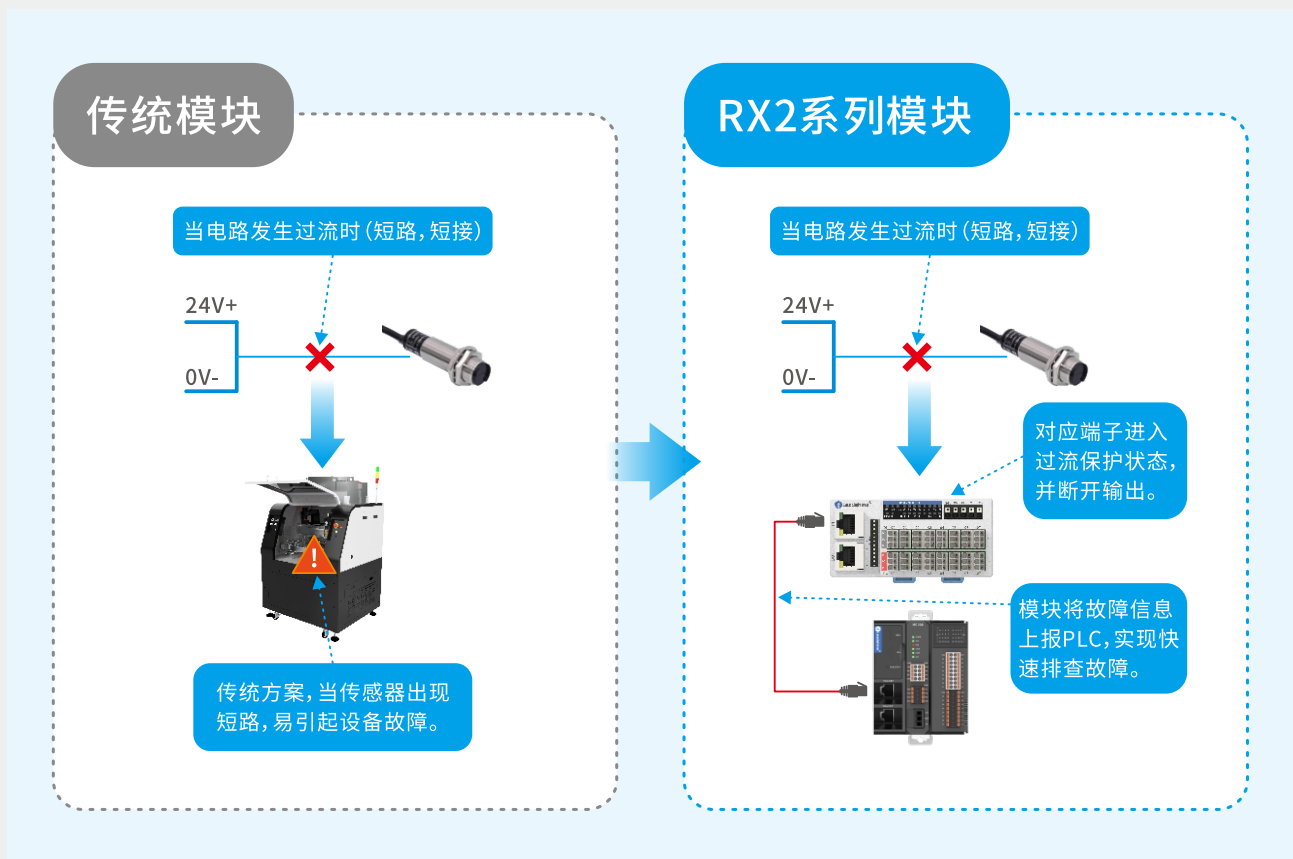 传统模块
当电路发生过流时(短路,短接)
24V+
0V-
传统方案,当传感器出现
短路,易引起设备故障。
RX2系列模块
当电路发生过流时(短路,短接)
24V+
0V-
对应端子进入
过流保护状态,
并断开输出。
模块将故障信息
上报PLC,实现快
速排查故障。